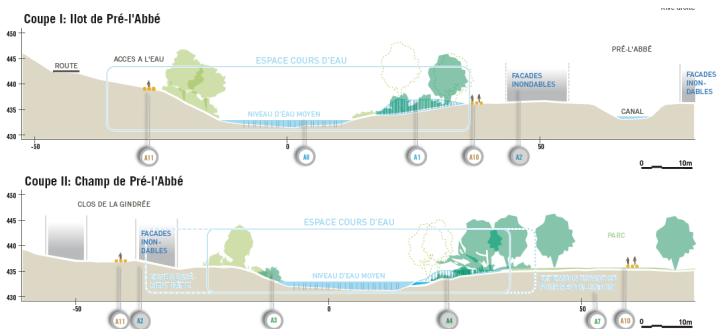 Coupe I: Ilot de Pré-l'Abbé
450
445
440
435
430
ROUTE
ACCES A L'EAU
ESPACE COURS D'EAU
NIVEAU D'EAU MOYEN
FACADES
INONDABLES
PRÉ-L'ABBÉ
CANAL
FACADES
INON-
DABLES
-50
0
50
A11
A8
A1
A10
A2
0
10m
Coupe II: Champ de Pré-l'Abbé
450
445
440
435
430
CLOS DE LA GINDRÉE
FAÇADES
INON-
DABLES
ESPACE COURS D'EAU
NIVEAU D'EAU MOYEN
PARC
0
50
A11
A2
A3
A4
A7
A10
0
10m